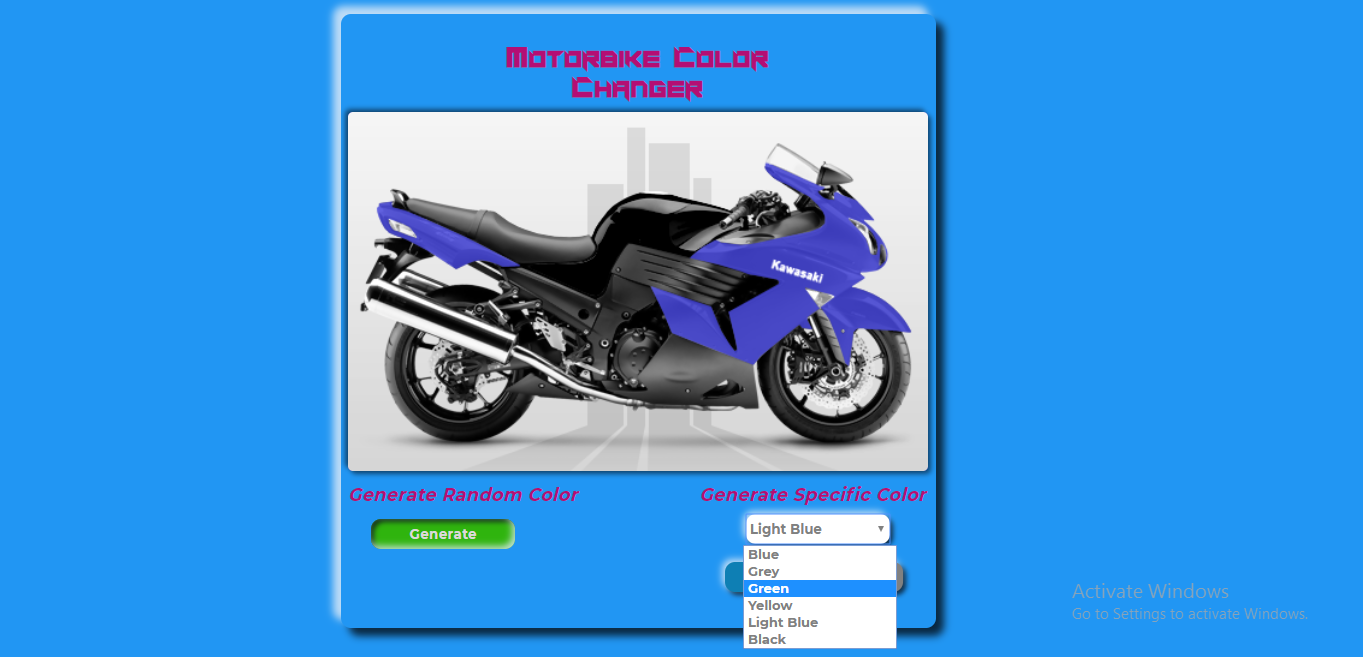 Motorbike Color
Changer
Kawasaki
Generate Random Color
Generate Specific Color
Generate
Light Blue
Blue
Grey
Green
Yellow
Light Blue
Black
Activate Windows
Go to Settings to activate Windows.